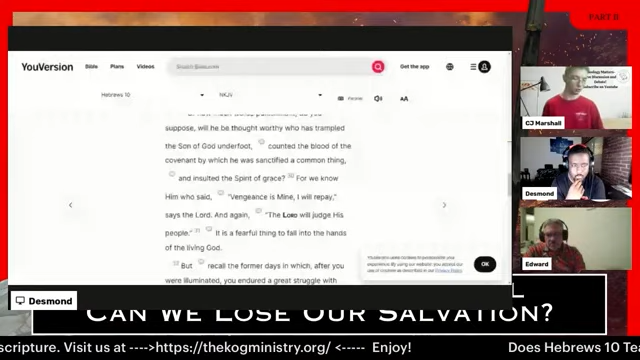 PART II
YouVersion
Bible Plans Videos
Get the app
Hebrews 10
NKJV
AA
suppose, will he be thought worthy who has trampled
the Son of God underfoot, counted the blood of the
covenant by which he was sanctified a common thing,
and insulted the Spirit of grace? For we know
Him who said, "Vengeance is Mine, I will repay,"
says the Lord. And again, "The LORD will judge His
people." It is a fearful thing to fall into the hands
of the living God.
But recall the former days in which, after you
were illuminated, you endured a great struggle with
OK
CJ Marshall
Desmond
Edward
Desmond
CAN WE LOSE OUR SALVATION?
scripture. Visit us at ---->https://thekogministry.org/ <----- Enjoy!
Does Hebrews 10 Tea